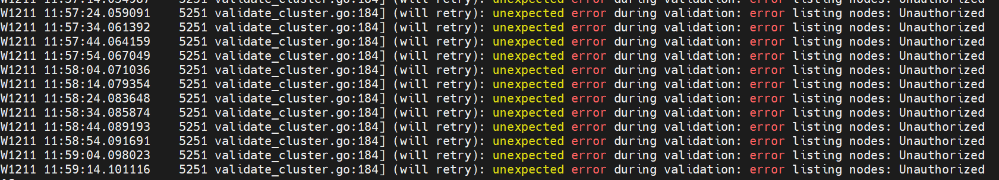 W1211 11:57:24.059091    5251 validate_cluster.go:184] (will retry): unexpected error during validation: error listing nodes: Unauthorized
W1211 11:57:34.061392    5251 validate_cluster.go:184] (will retry): unexpected error during validation: error listing nodes: Unauthorized
W1211 11:57:44.064159    5251 validate_cluster.go:184] (will retry): unexpected error during validation: error listing nodes: Unauthorized
W1211 11:57:54.067049    5251 validate_cluster.go:184] (will retry): unexpected error during validation: error listing nodes: Unauthorized
W1211 11:58:04.071036    5251 validate_cluster.go:184] (will retry): unexpected error during validation: error listing nodes: Unauthorized
W1211 11:58:14.079354    5251 validate_cluster.go:184] (will retry): unexpected error during validation: error listing nodes: Unauthorized
W1211 11:58:24.083648    5251 validate_cluster.go:184] (will retry): unexpected error during validation: error listing nodes: Unauthorized
W1211 11:58:34.085874    5251 validate_cluster.go:184] (will retry): unexpected error during validation: error listing nodes: Unauthorized
W1211 11:58:44.089193    5251 validate_cluster.go:184] (will retry): unexpected error during validation: error listing nodes: Unauthorized
W1211 11:58:54.091691    5251 validate_cluster.go:184] (will retry): unexpected error during validation: error listing nodes: Unauthorized
W1211 11:59:04.098023    5251 validate_cluster.go:184] (will retry): unexpected error during validation: error listing nodes: Unauthorized
W1211 11:59:14.101116    5251 validate_cluster.go:184] (will retry): unexpected error during validation: error listing nodes: Unauthorized